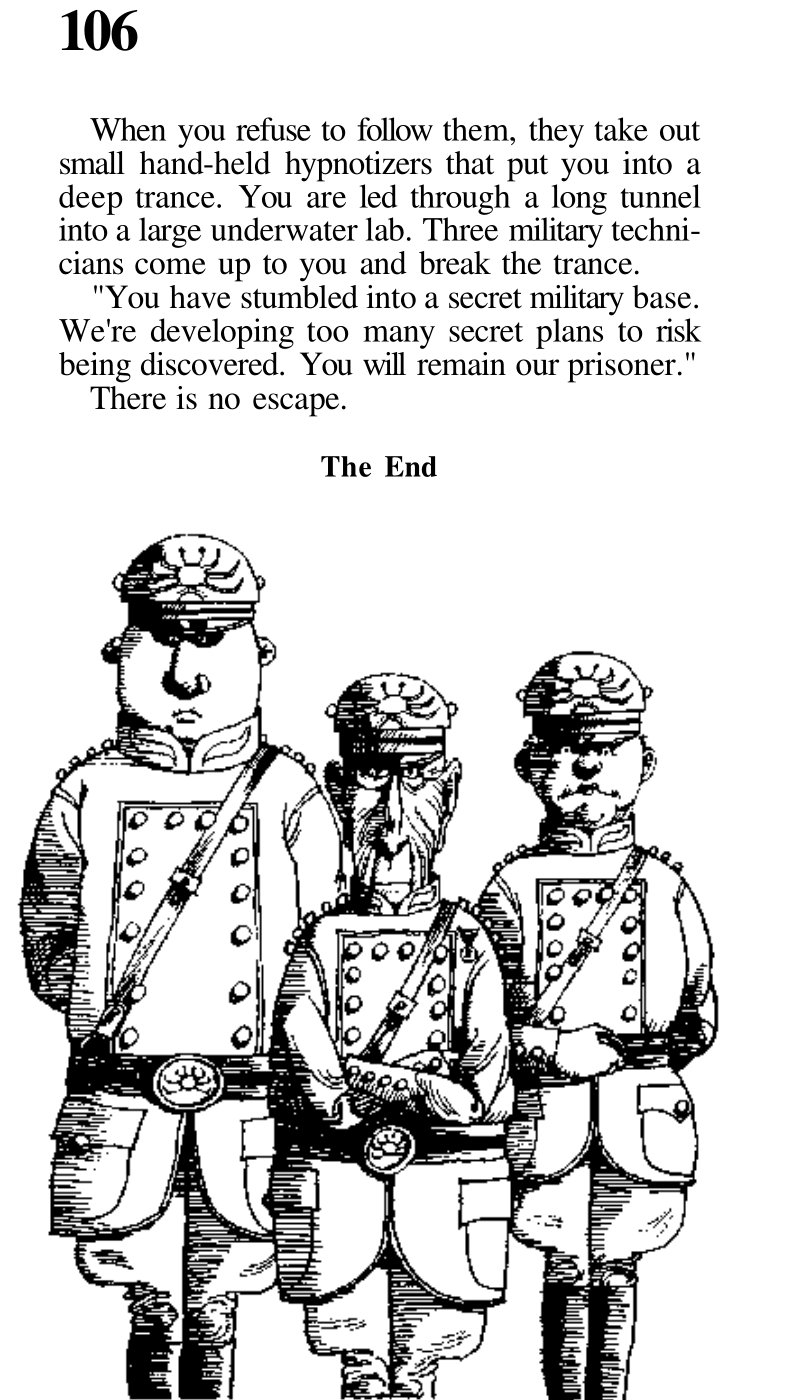 106
When you refuse to follow them, they take out
small hand-held hypnotizers that put you into a
deep trance. You are led through a long tunnel
into a large underwater lab. Three military techni-
cians come up to you and break the trance.
"You have stumbled into a secret military base.
We're developing too many secret plans to risk
being discovered. You will remain our prisoner."
There is no escape.
The End